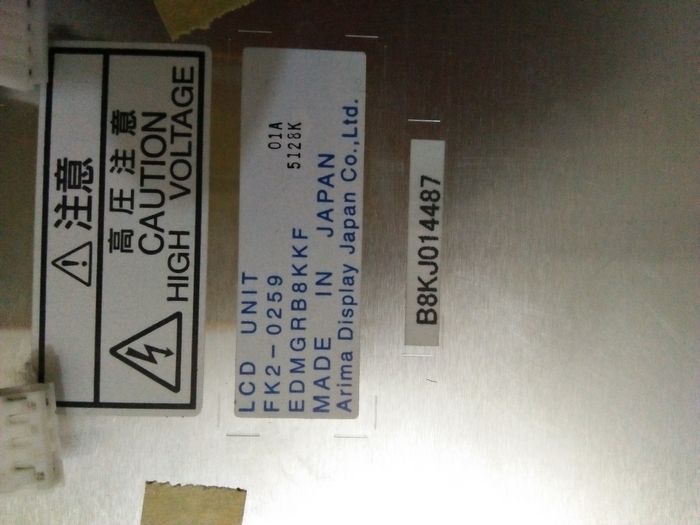 ⚠注意
高圧注意
CAUTION
HIGH VOLTAGE
LCD UNIT
FK2-0259 01A
EDMGRB8KKF 5128K
MADE IN JAPAN
Arima Display Japan Co.,Ltd.
B8KJ014487